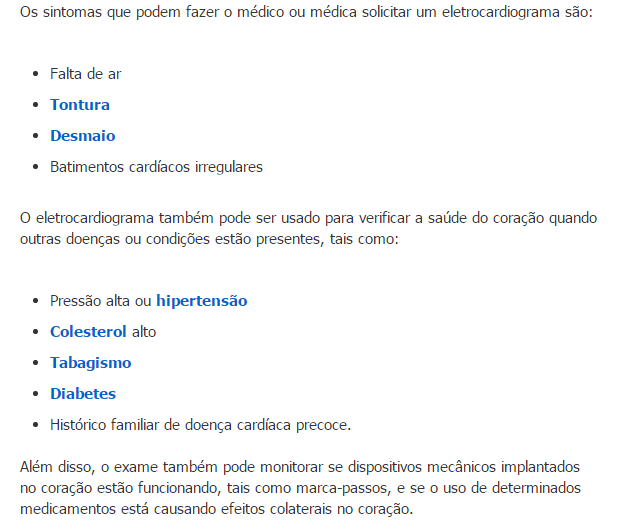 Os sintomas que podem fazer o médico ou médica solicitar um eletrocardiograma são:
• Falta de ar
• Tontura
• Desmaio
• Batimentos cardíacos irregulares
O eletrocardiograma também pode ser usado para verificar a saúde do coração quando
outras doenças ou condições estão presentes, tais como:
• Pressão alta ou hipertensão
• Colesterol alto
• Tabagismo
• Diabetes
• Histórico familiar de doença cardíaca precoce.
Além disso, o exame também pode monitorar se dispositivos mecânicos implantados
no coração estão funcionando, tais como marca-passos, e se o uso de determinados
medicamentos está causando efeitos colaterais no coração.